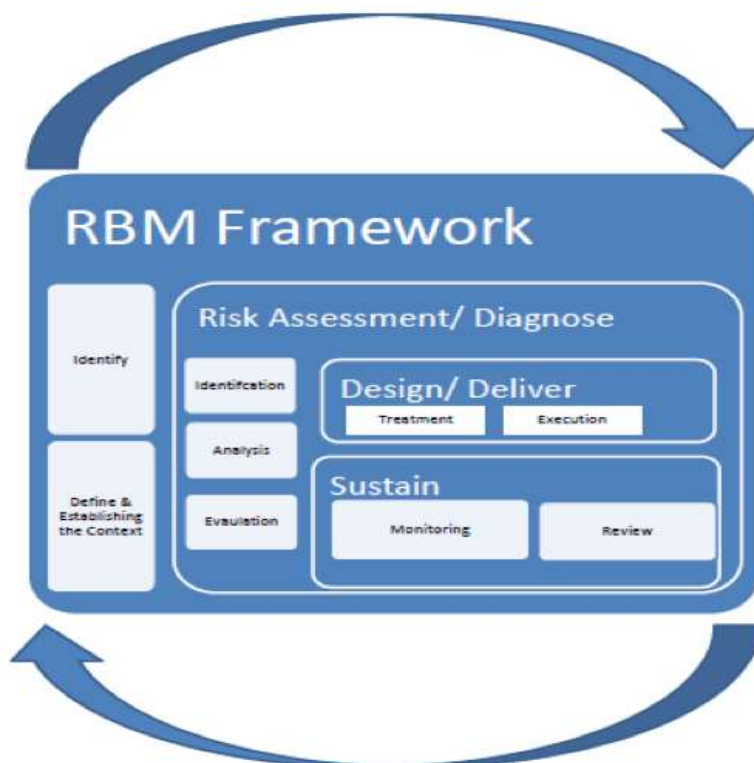 RBM Framework
Identify
Define &
Establishing
the Context
Risk Assessment/ Diagnose
Identifcation
Analysis
Evaulation
Design/ Deliver
Treatment
Execution
Sustain
Monitoring
Review